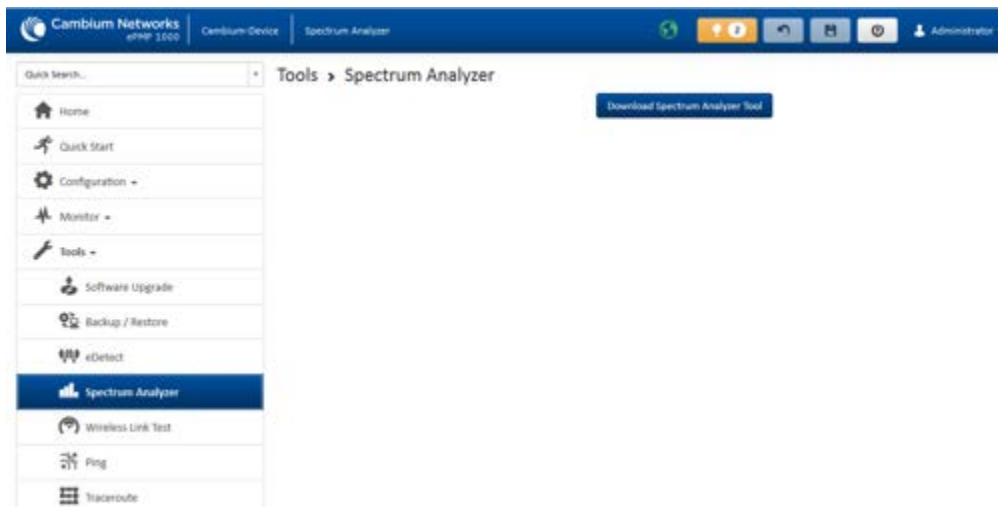 Cambium Networks
ePMP 1000
Cambium-Device
Spectrum Analyzer
2
Administrator
Quick Search...
Tools > Spectrum Analyzer
Download Spectrum Analyzer Tool
Home
Quick Start
Configuration
Monitor
Tools
Software Upgrade
Backup / Restore
eDetect
Spectrum Analyzer
Wireless Link Test
Ping
Traceroute